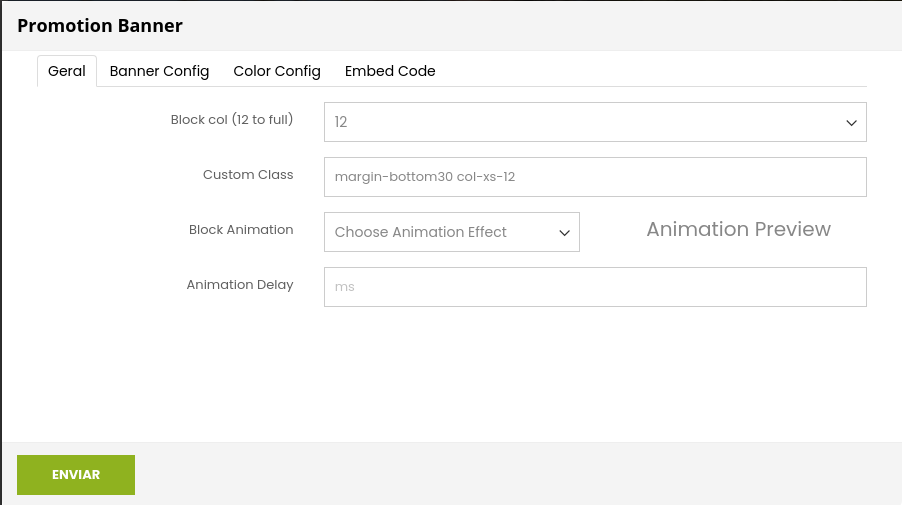 Promotion Banner
Geral Banner Config Color Config Embed Code
Block col (12 to full) 12
Custom Class margin-bottom30 col-xs-12
Block Animation Choose Animation Effect Animation Preview
Animation Delay ms
ENVIAR